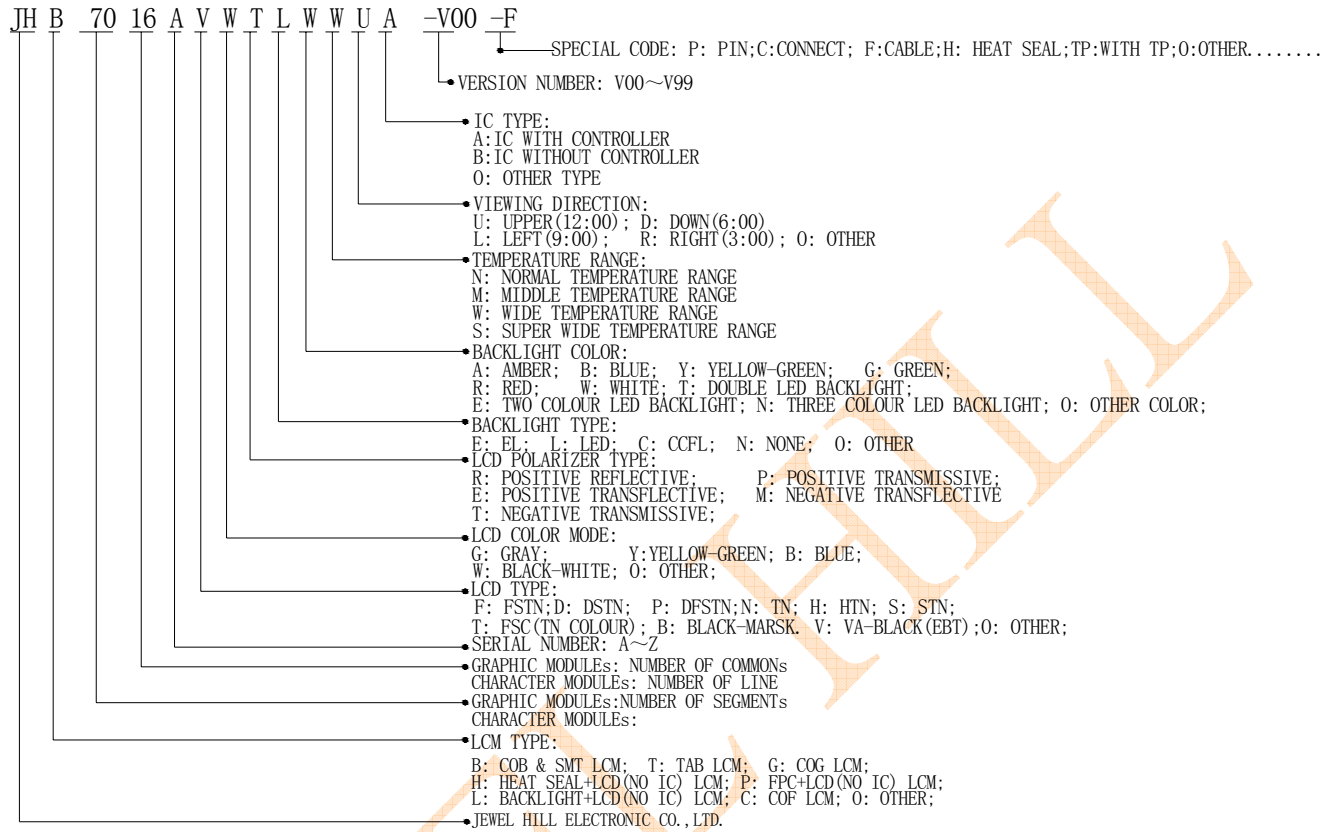 JH B 70 16 A V W T L W W U A -V00 -F
SPECIAL CODE: P: PIN;C:CONNECT; F:CABLE;H: HEAT SEAL;TP:WITH TP;O:OTHER........
VERSION NUMBER: V00～V99
IC TYPE:
A:IC WITH CONTROLLER
B:IC WITHOUT CONTROLLER
O: OTHER TYPE
VIEWING DIRECTION:
U: UPPER(12:00); D: DOWN(6:00)
L: LEFT(9:00); R: RIGHT(3:00); O: OTHER
TEMPERATURE RANGE:
N: NORMAL TEMPERATURE RANGE
M: MIDDLE TEMPERATURE RANGE
W: WIDE TEMPERATURE RANGE
S: SUPER WIDE TEMPERATURE RANGE
BACKLIGHT COLOR:
A: AMBER; B: BLUE; Y: YELLOW-GREEN; G: GREEN;
R: RED; W: WHITE; T: DOUBLE LED BACKLIGHT;
E: TWO COLOUR LED BACKLIGHT; N: THREE COLOUR LED BACKLIGHT; O: OTHER COLOR;
BACKLIGHT TYPE:
E: EL; L: LED; C: CCFL; N: NONE; O: OTHER
LCD POLARIZER TYPE:
R: POSITIVE REFLECTIVE; P: POSITIVE TRANSMISSIVE;
E: POSITIVE TRANSFLECTIVE; M: NEGATIVE TRANSFLECTIVE
T: NEGATIVE TRANSMISSIVE;
LCD COLOR MODE:
G: GRAY; Y:YELLOW-GREEN; B: BLUE;
W: BLACK-WHITE; O: OTHER;
LCD TYPE:
F: FSTN;D: DSTN; P: DFSTN;N: TN; H: HTN; S: STN;
T: FSC(TN COLOUR); B: BLACK-MARSK. V: VA-BLACK(EBT);O: OTHER;
SERIAL NUMBER: A～Z
GRAPHIC MODULEs: NUMBER OF COMMONs
CHARACTER MODULEs: NUMBER OF LINE
GRAPHIC MODULEs:NUMBER OF SEGMENTs
CHARACTER MODULEs:
LCM TYPE:
B: COB & SMT LCM; T: TAB LCM; G: COG LCM;
H: HEAT SEAL+LCD(NO IC) LCM; P: FPC+LCD(NO IC) LCM;
L: BACKLIGHT+LCD(NO IC) LCM; C: COF LCM; O: OTHER;
JEWEL HILL ELECTRONIC CO.,LTD.
HILL